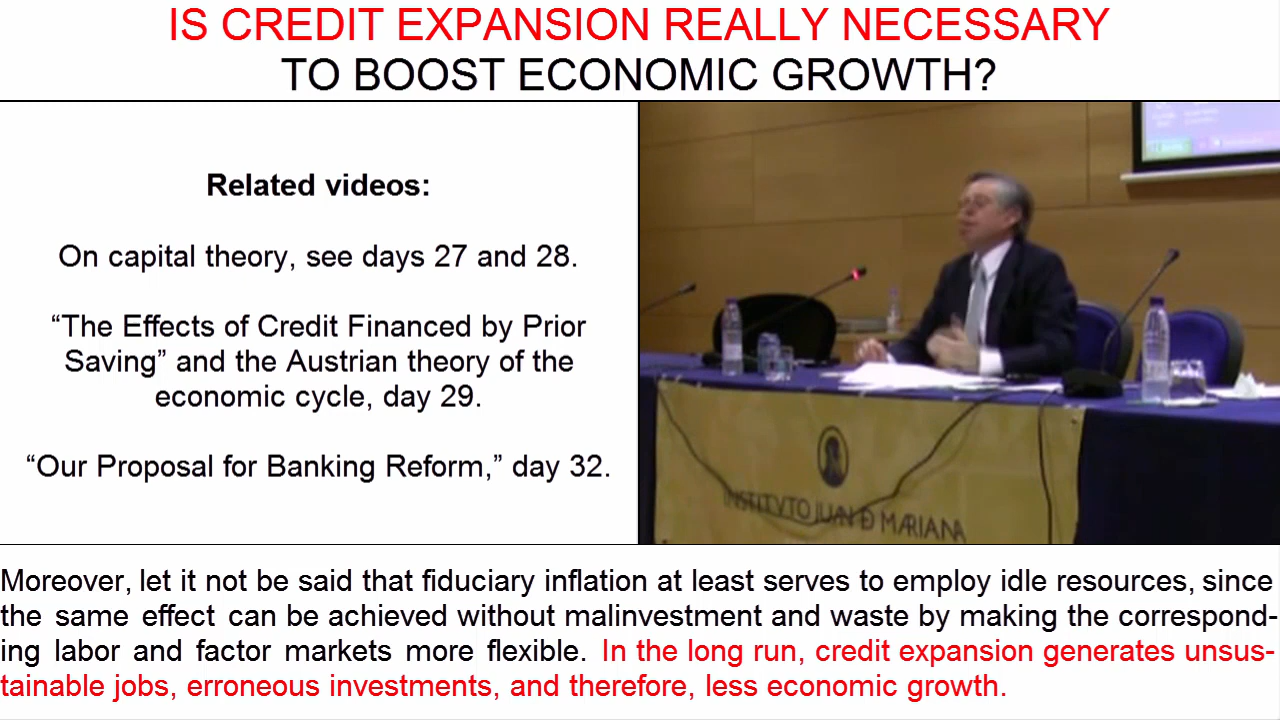 IS CREDIT EXPANSION REALLY NECESSARY
TO BOOST ECONOMIC GROWTH?
Related videos:
On capital theory, see days 27 and 28.
“The Effects of Credit Financed by Prior
Saving” and the Austrian theory of the
economic cycle, day 29.
“Our Proposal for Banking Reform,” day 32.
INSTITVTO JUAN Đ MARIANA
Moreover, let it not be said that fiduciary inflation at least serves to employ idle resources, since
the same effect can be achieved without malinvestment and waste by making the correspond-
ing labor and factor markets more flexible. In the long run, credit expansion generates unsus-
tainable jobs, erroneous investments, and therefore, less economic growth.